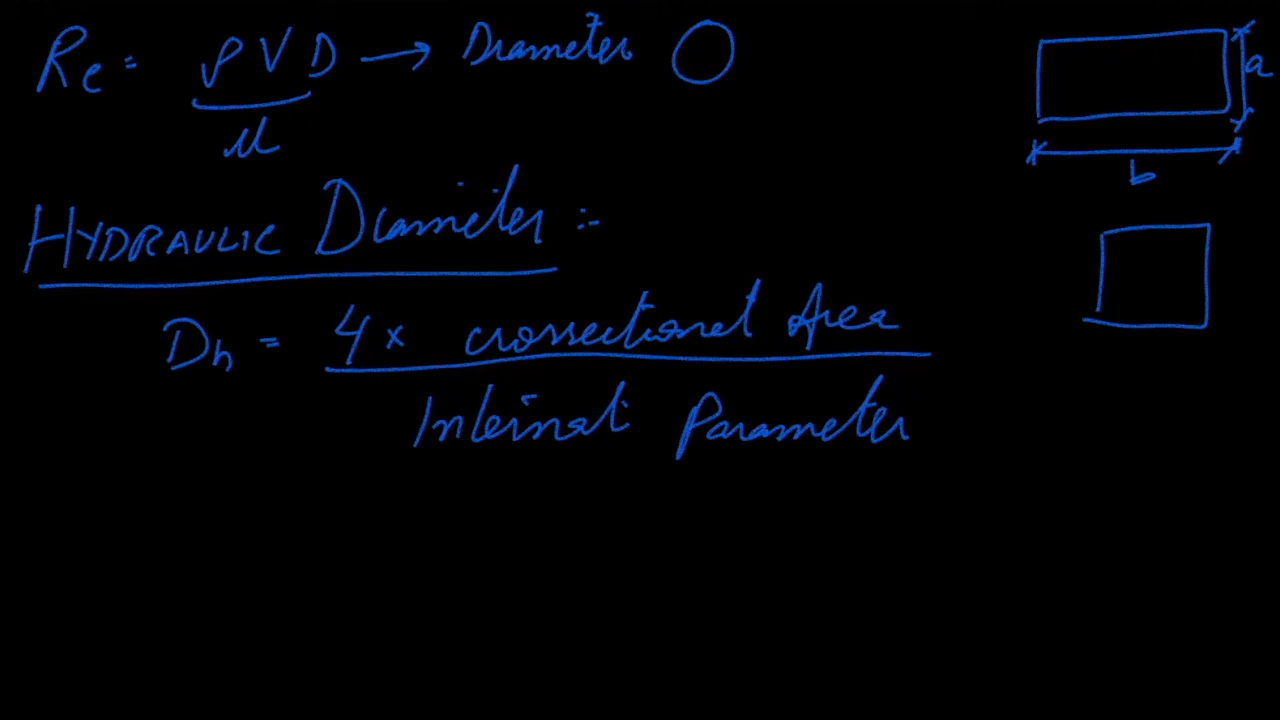 Re = ρVD → Diameter
μ
a
b
HYDRAULIC Diameter :-
Dh = 4 x crossectional Area
Internal Parameter